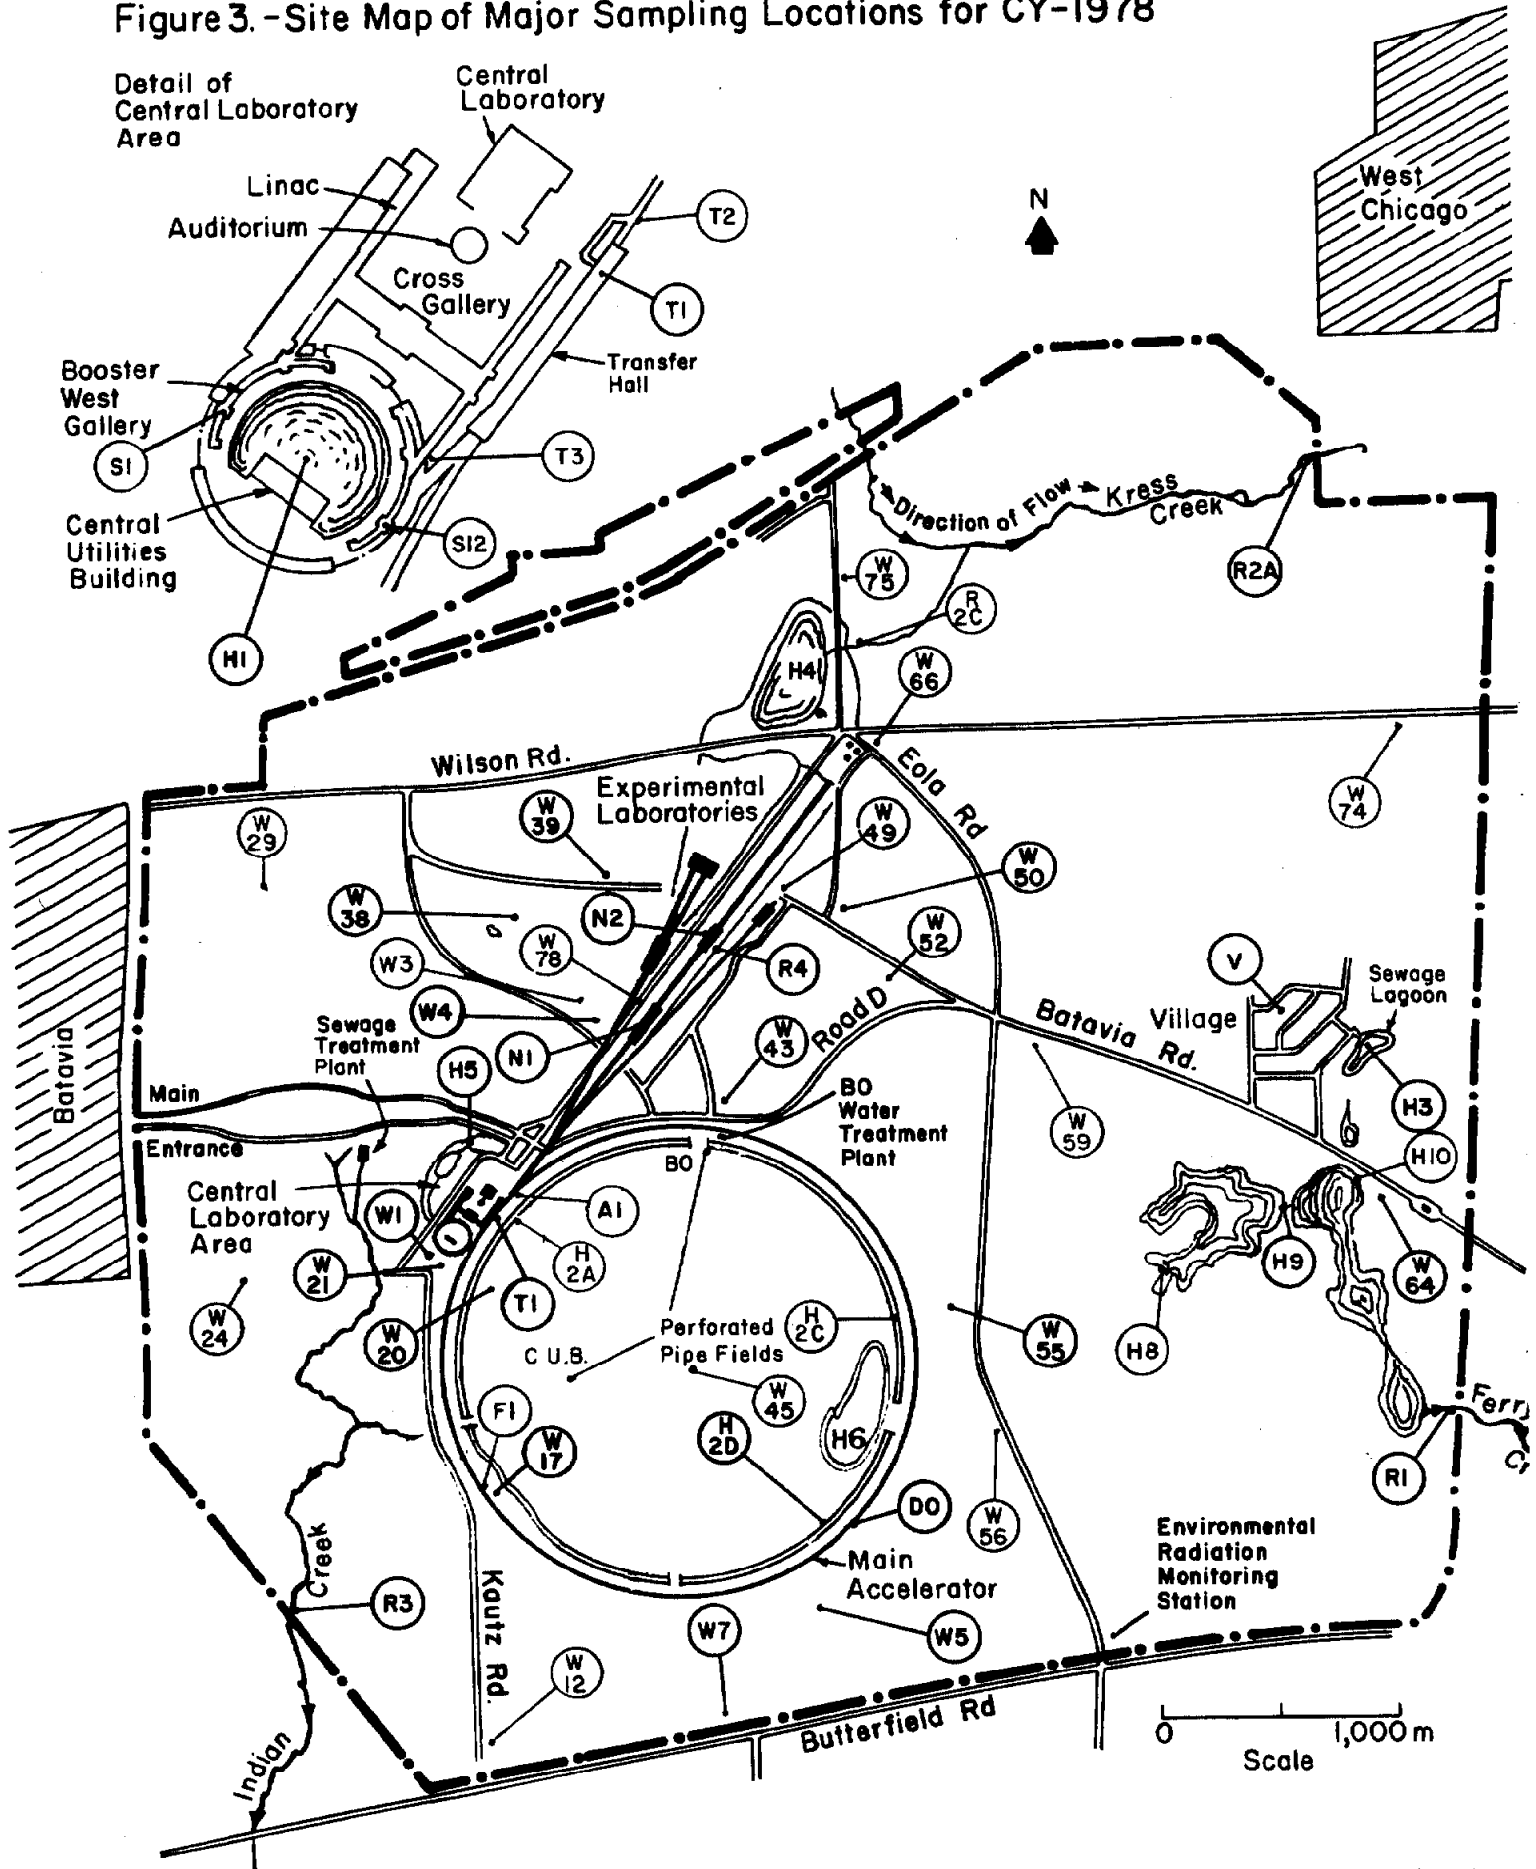 Figure 3.-Site Map of Major Sampling Locations for CY-1978
Detail of
Central Laboratory
Area
Central
Laboratory
Linac
Auditorium
Cross
Gallery
T2
T1
Transfer
Hall
Booster
West
Gallery
S1
T3
S12
Central
Utilities
Building
H1
N
West
Chicago
Direction of Flow
Kress
Creek
R2A
W
75
R
2C
H4
W
66
Wilson Rd.
Eola Rd
Experimental
Laboratories
W
29
W
39
W
49
W
74
W
50
W
38
N2
W
52
W
78
W3
R4
V
Sewage
Lagoon
W4
Road D
Batavia Rd.
Village
Sewage
Treatment
Plant
H5
N1
W
43
Batavia
Main
Entrance
BO
Water
Treatment
Plant
W
59
H3
BO
H10
Central
Laboratory
Area
W1
A1
H
2A
W
21
H9
W
64
W
24
T1
W
20
C U.B.
Perforated
Pipe Fields
H
2C
W
55
H8
W
45
F1
H
2D
H6
W
17
R1
Ferry
Cr
DO
W
56
Environmental
Radiation
Monitoring
Station
Main
Accelerator
Creek
R3
Kautz Rd.
W7
W5
W
12
Butterfield Rd
Indian
0 1,000 m
Scale